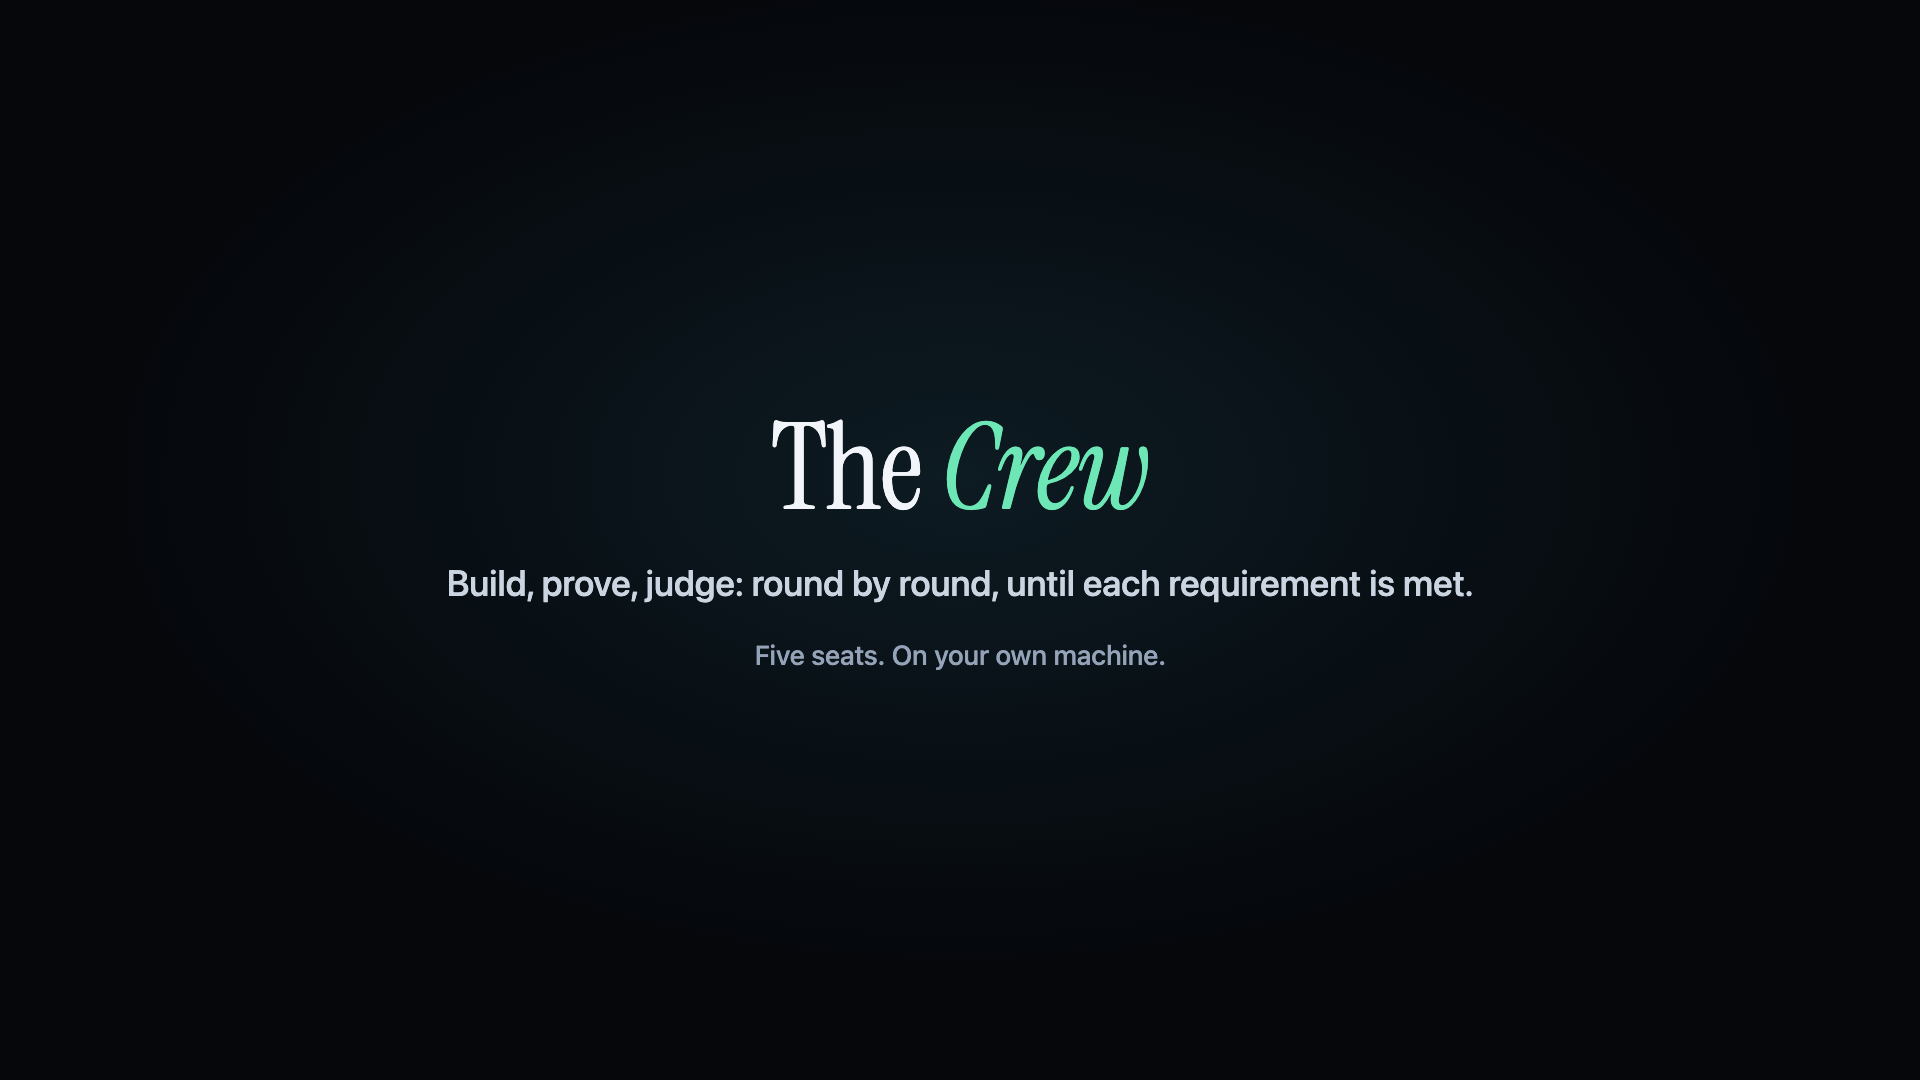 The Crew
Build, prove, judge: round by round, until each requirement is met.
Five seats. On your own machine.